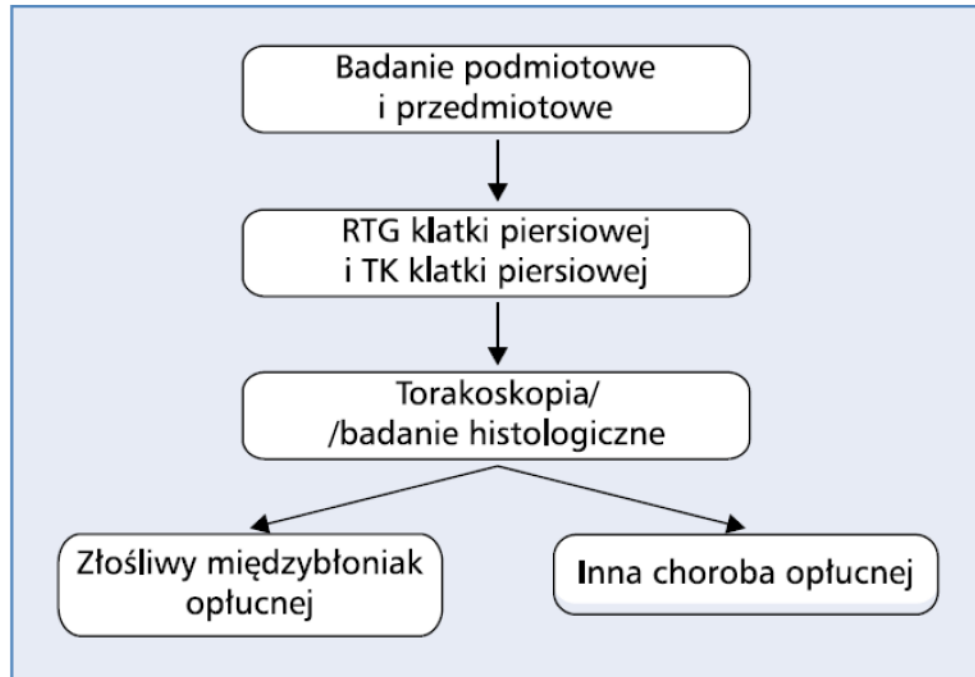 Badanie podmiotowe
i przedmiotowe
RTG klatki piersiowej
i TK klatki piersiowej
Torakoskopia/
/badanie histologiczne
Złośliwy międzybłoniak
opłucnej
Inna choroba opłucnej